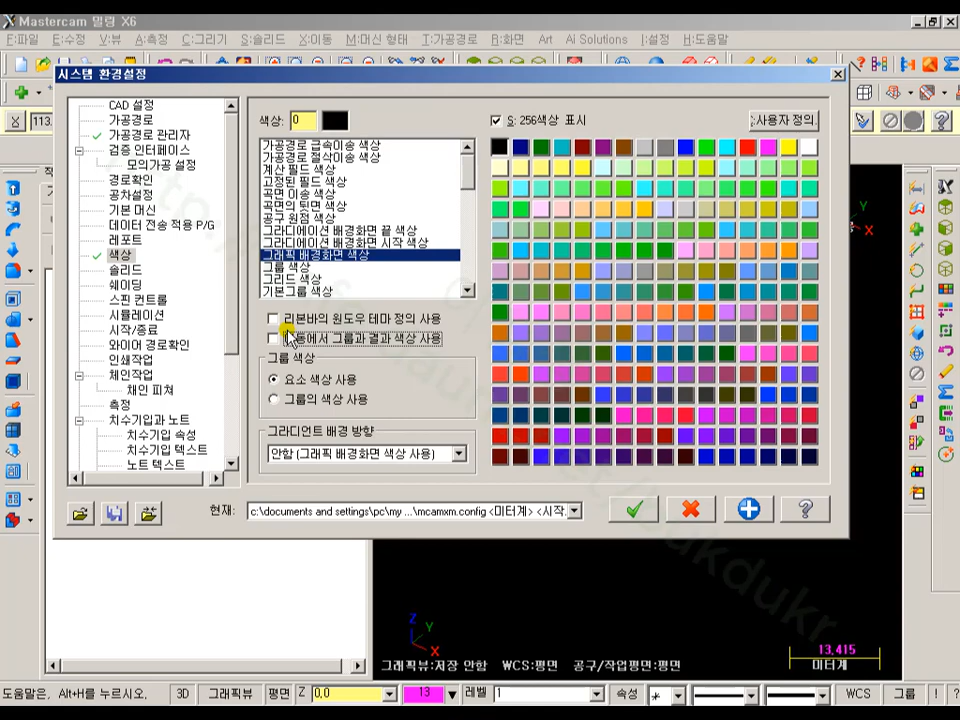 Mastercam 밀링 X6
F:파일 E:수정 V:뷰 A:측정 C:그리기 S:솔리드 X:이동 M:머신 형태 T:가공경로 R:화면 Art Ai Solutions I:설정 H:도움말
113.
시스템 환경설정
CAD 설정
가공경로
가공경로 관리자
검증 인터페이스
모의가공 설정
경로확인
공차설정
기본 머신
데이터 전송 적용 P/G
레포트
색상
솔리드
쉐이딩
스핀 컨트롤
시뮬레이션
시작/종료
와이어 경로확인
인쇄작업
체인작업
채인 피쳐
측정
치수기입과 노트
치수기입 속성
치수기입 텍스트
노트 텍스트
색상: 0
S: 256색상 표시
:사용자 정의.
가공경로 급속이송 색상
가공경로 절삭이송 색상
계산 필드 색상
고정된 필드 색상
곡면 이송 색상
곡면의 뒷면 색상
공구 원점 색상
그라디에이션 배경화면 끝 색상
그라디에이션 배경화면 시작 색상
그래픽 배경화면 색상
그룹 색상
그리드 색상
기본그룹 색상
리본바의 윈도우 테마 정의 사용
동에서 그룹과 결과 색상 사용
그룹 색상
요소 색상 사용
그룹의 색상 사용
그라디언트 배경 방향
안함 (그래픽 배경화면 색상 사용)
현재: c:\documents and settings\pc\my ...\mcamxm.config <미터계> <시작.
Y
X
Z
Y
X
그래픽뷰:저장 안함 WCS:평면 공구/작업평면:평면
13.415
미터계
도움말은, Alt+H를 누르시오, 3D 그래픽뷰 평면 Z 0,0 13 레벨 1 속성 WCS 그룹 ! ?